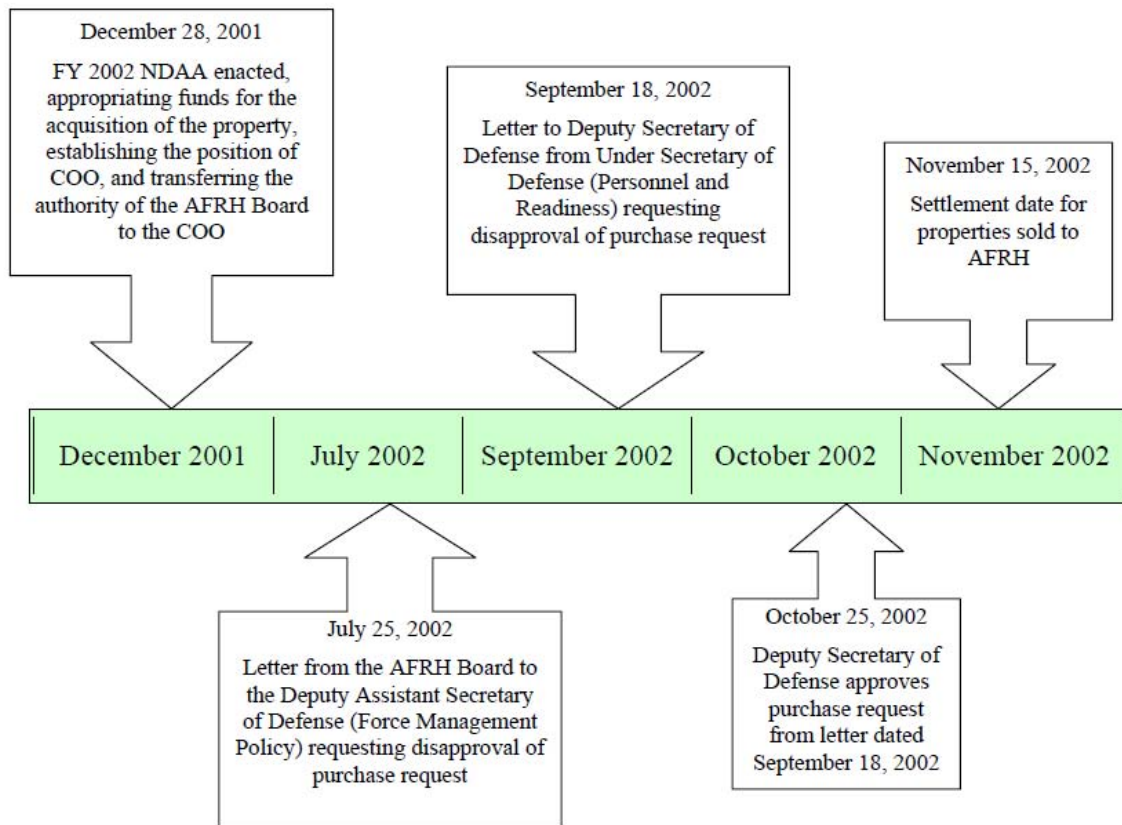 December 28, 2001
FY 2002 NDAA enacted,
appropriating funds for the
acquisition of the property,
establishing the position of
COO, and transferring the
authority of the AFRH Board
to the COO
September 18, 2002
Letter to Deputy Secretary of
Defense from Under Secretary of
Defense (Personnel and
Readiness) requesting
disapproval of purchase request
November 15, 2002
Settlement date for
properties sold to
AFRH
December 2001
July 2002
September 2002
October 2002
November 2002
July 25, 2002
Letter from the AFRH Board to
the Deputy Assistant Secretary
of Defense (Force Management
Policy) requesting disapproval of
purchase request
October 25, 2002
Deputy Secretary of
Defense approves
purchase request
from letter dated
September 18, 2002